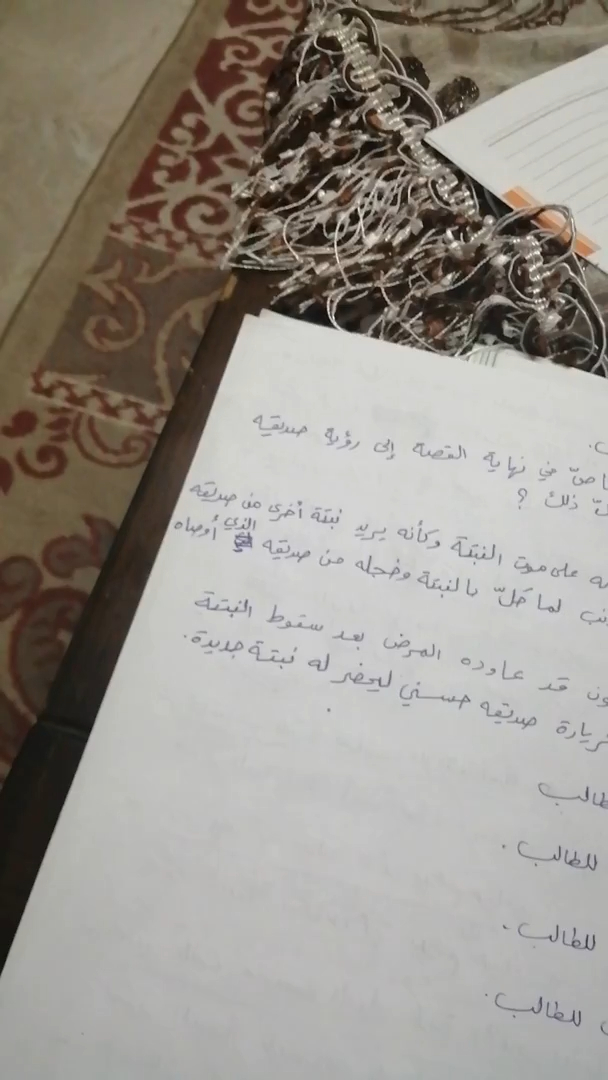 في نهاية القصة إلى رؤية صديقه
ذلك ؟
على موت النبتة وكأنه يريد نبتة أخرى من صديقه
لما حلّ بالنبتة وخجله من صديقه الذي أوصاه
قد عاوده المرض بعد سقوط النبتة
صديقه حسني ليحضر له نبتة جديدة.
للطالب.
للطالب.
للطالب.